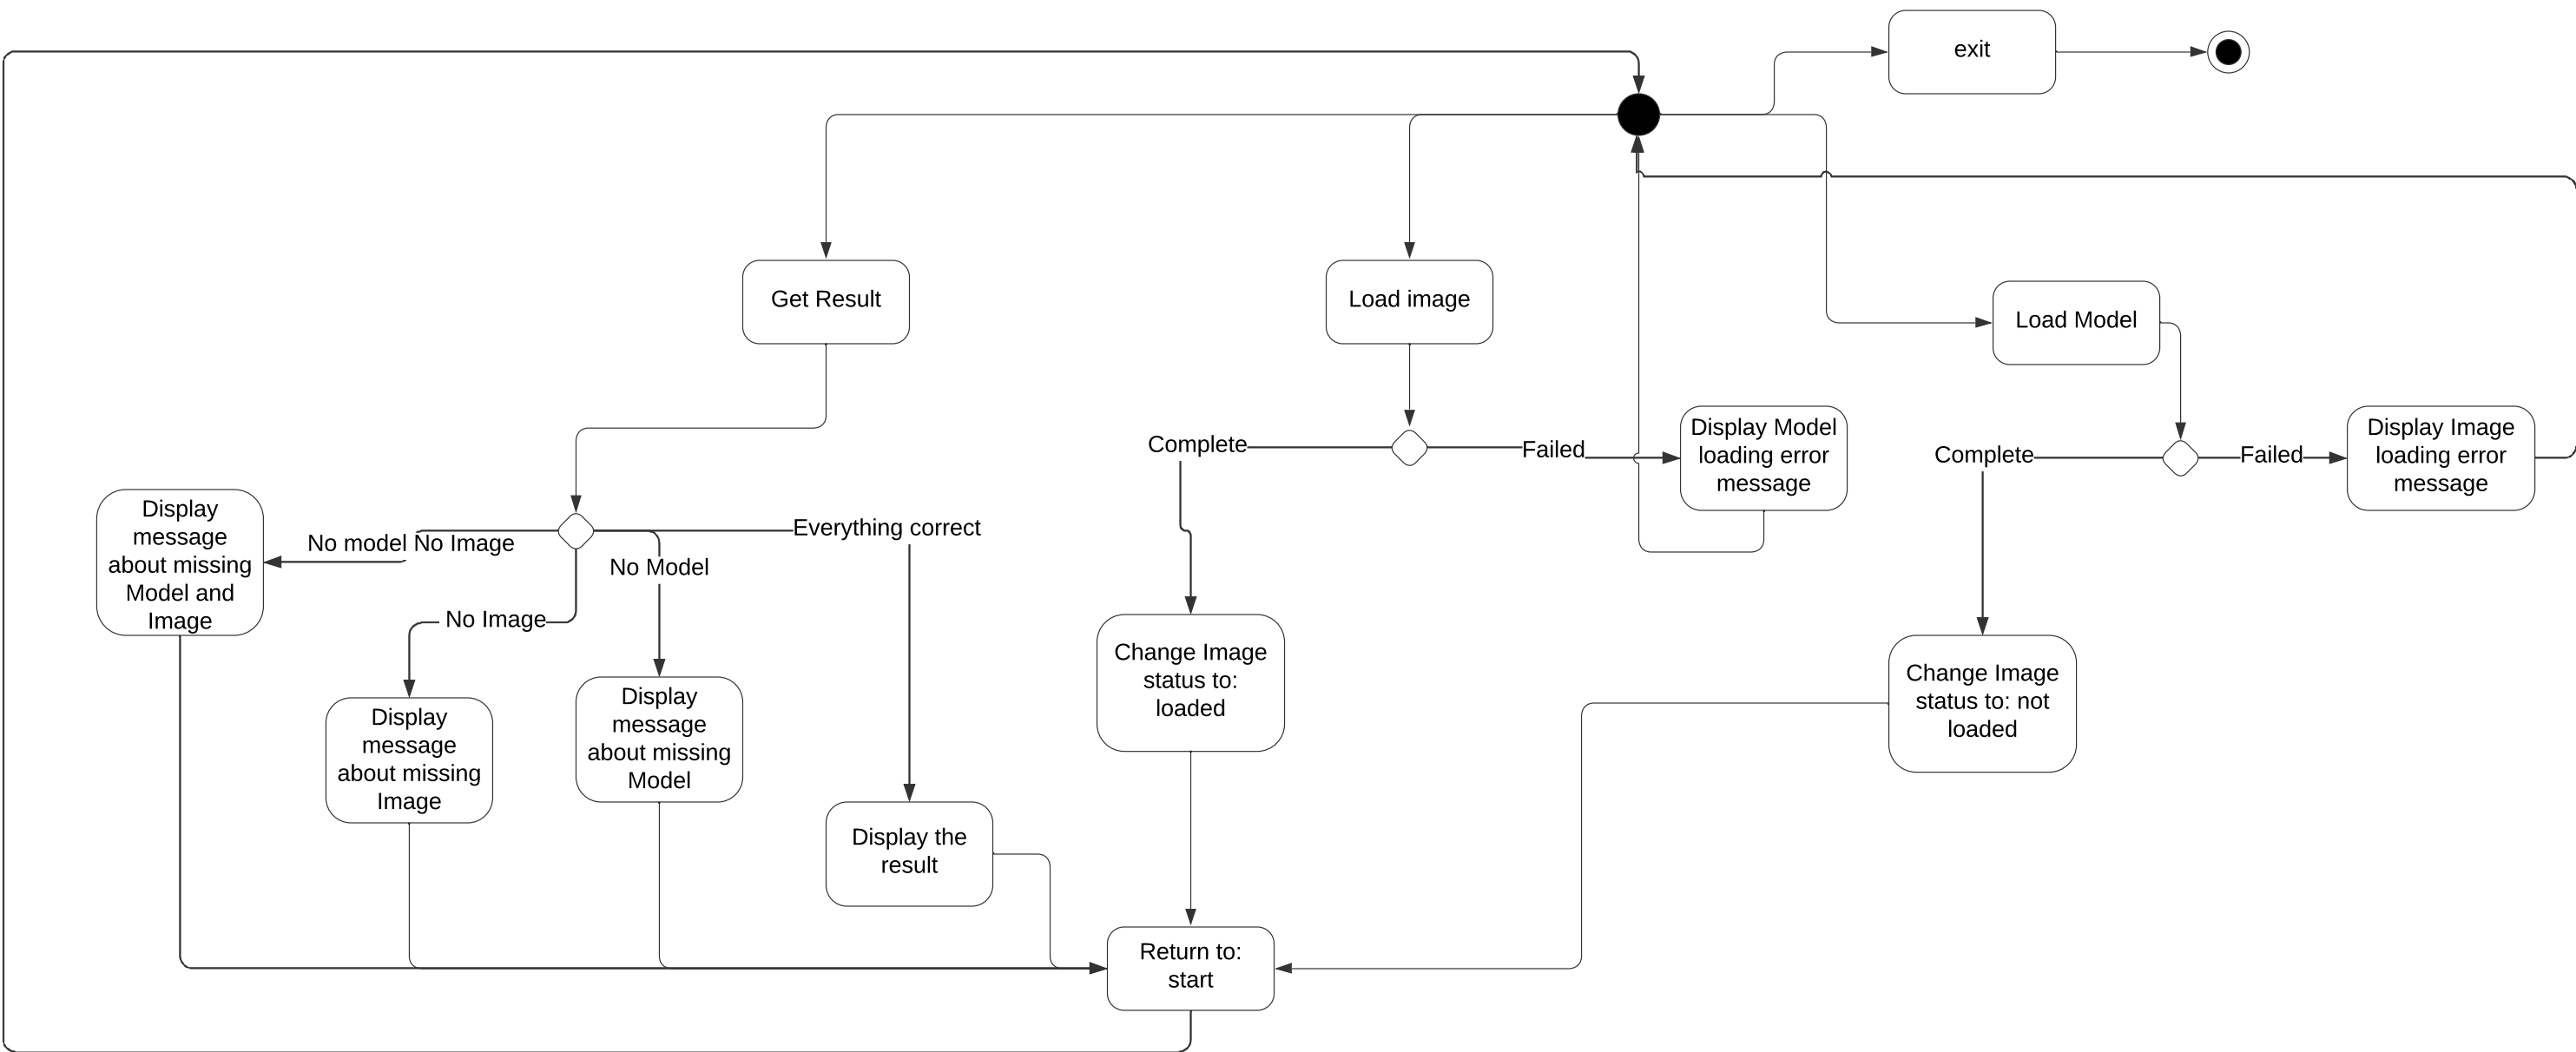 exit
Get Result
Load image
Load Model
Complete
Failed
Display Model
loading error
message
Complete
Failed
Display Image
loading error
message
Display
message
about missing
Model and
Image
No model No Image
Everything correct
No Model
No Image
Display
message
about missing
Image
Display
message
about missing
Model
Display the
result
Change Image
status to:
loaded
Change Image
status to: not
loaded
Return to:
start